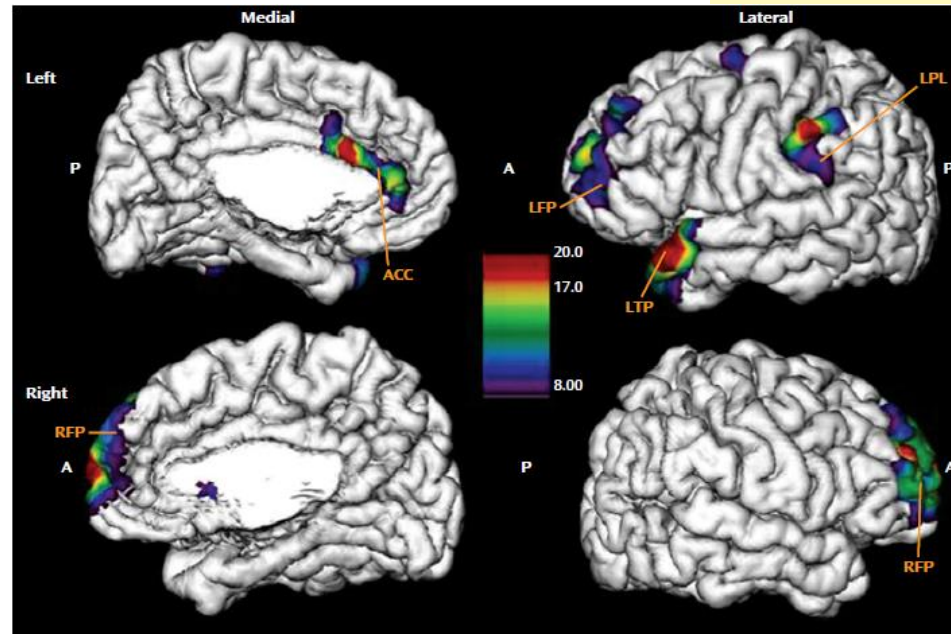 Medial
Lateral
Left
LPL
P
A
P
LFP
ACC
20.0
17.0
LTP
8.00
Right
RFP
A
P
A
RFP